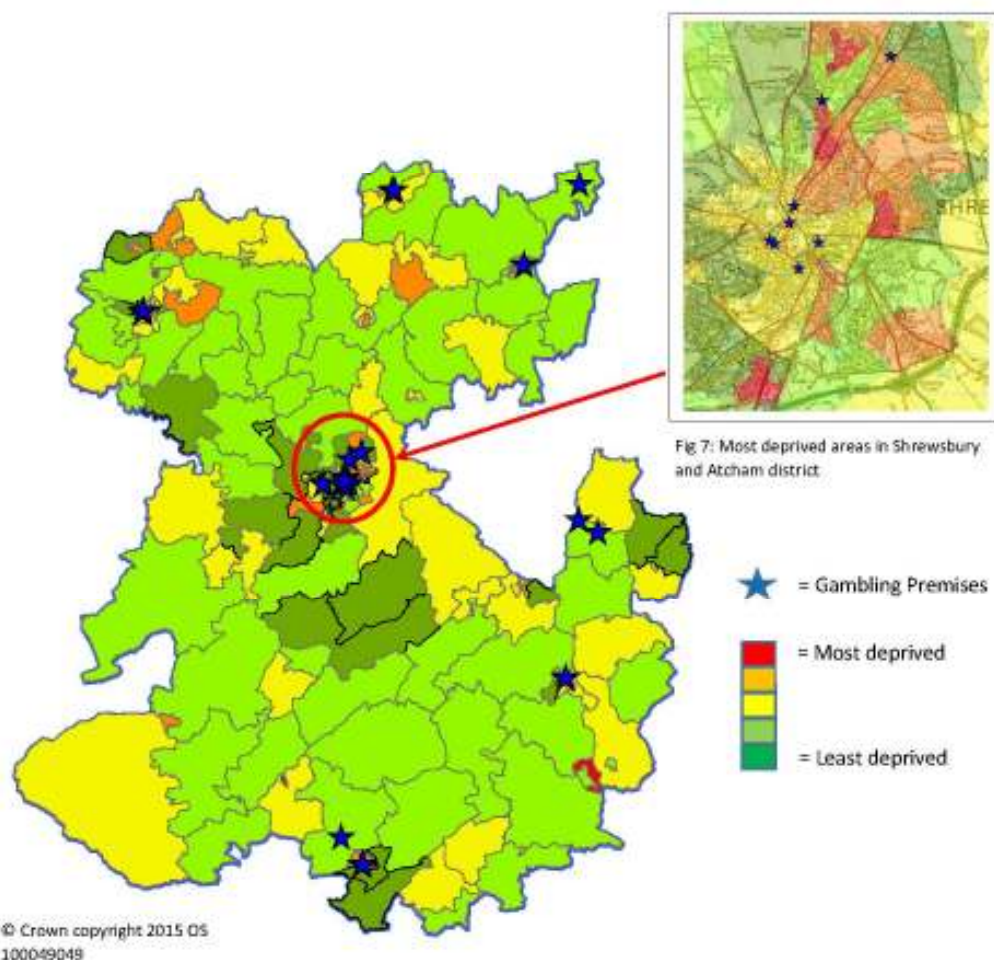 SHRE
Fig 7: Most deprived areas in Shrewsbury
and Atcham district
= Gambling Premises
= Most deprived
= Least deprived
© Crown copyright 2015 OS
100049049